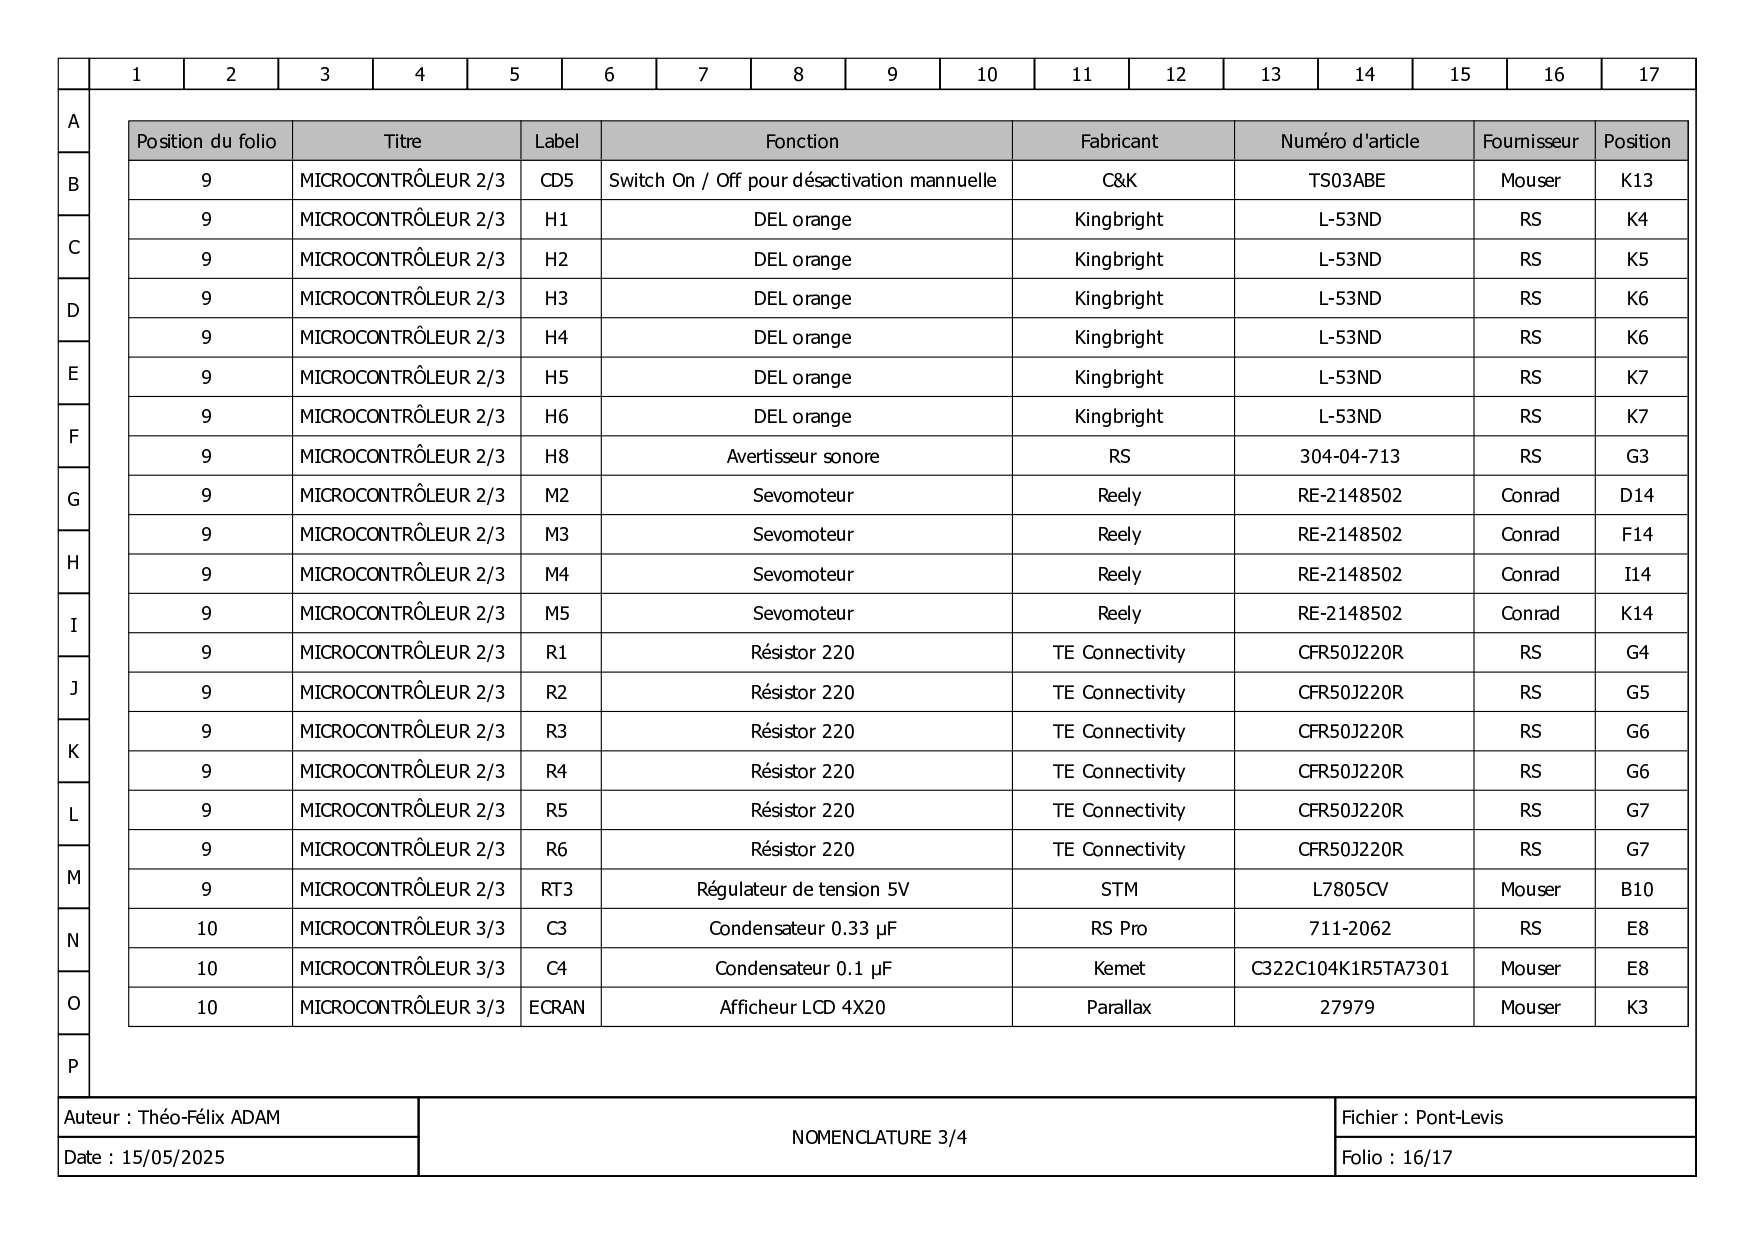 1 2 3 4 5 6 7 8 9 10 11 12 13 14 15 16 17
A
Position du folio Titre Label Fonction Fabricant Numéro d'article Fournisseur Position
B
9 MICROCONTRÔLEUR 2/3 CD5 Switch On / Off pour désactivation mannuelle C&K TS03ABE Mouser K13
9 MICROCONTRÔLEUR 2/3 H1 DEL orange Kingbright L-53ND RS K4
C
9 MICROCONTRÔLEUR 2/3 H2 DEL orange Kingbright L-53ND RS K5
9 MICROCONTRÔLEUR 2/3 H3 DEL orange Kingbright L-53ND RS K6
D
9 MICROCONTRÔLEUR 2/3 H4 DEL orange Kingbright L-53ND RS K6
E
9 MICROCONTRÔLEUR 2/3 H5 DEL orange Kingbright L-53ND RS K7
9 MICROCONTRÔLEUR 2/3 H6 DEL orange Kingbright L-53ND RS K7
F
9 MICROCONTRÔLEUR 2/3 H8 Avertisseur sonore RS 304-04-713 RS G3
G
9 MICROCONTRÔLEUR 2/3 M2 Sevomoteur Reely RE-2148502 Conrad D14
9 MICROCONTRÔLEUR 2/3 M3 Sevomoteur Reely RE-2148502 Conrad F14
H
9 MICROCONTRÔLEUR 2/3 M4 Sevomoteur Reely RE-2148502 Conrad I14
9 MICROCONTRÔLEUR 2/3 M5 Sevomoteur Reely RE-2148502 Conrad K14
I
9 MICROCONTRÔLEUR 2/3 R1 Résistor 220 TE Connectivity CFR50J220R RS G4
J
9 MICROCONTRÔLEUR 2/3 R2 Résistor 220 TE Connectivity CFR50J220R RS G5
9 MICROCONTRÔLEUR 2/3 R3 Résistor 220 TE Connectivity CFR50J220R RS G6
K
9 MICROCONTRÔLEUR 2/3 R4 Résistor 220 TE Connectivity CFR50J220R RS G6
L
9 MICROCONTRÔLEUR 2/3 R5 Résistor 220 TE Connectivity CFR50J220R RS G7
9 MICROCONTRÔLEUR 2/3 R6 Résistor 220 TE Connectivity CFR50J220R RS G7
M
9 MICROCONTRÔLEUR 2/3 RT3 Régulateur de tension 5V STM L7805CV Mouser B10
10 MICROCONTRÔLEUR 3/3 C3 Condensateur 0.33 µF RS Pro 711-2062 RS E8
N
10 MICROCONTRÔLEUR 3/3 C4 Condensateur 0.1 µF Kemet C322C104K1R5TA7301 Mouser E8
O
10 MICROCONTRÔLEUR 3/3 ECRAN Afficheur LCD 4X20 Parallax 27979 Mouser K3
P
Auteur : Théo-Félix ADAM
Date : 15/05/2025
NOMENCLATURE 3/4
Fichier : Pont-Levis
Folio : 16/17